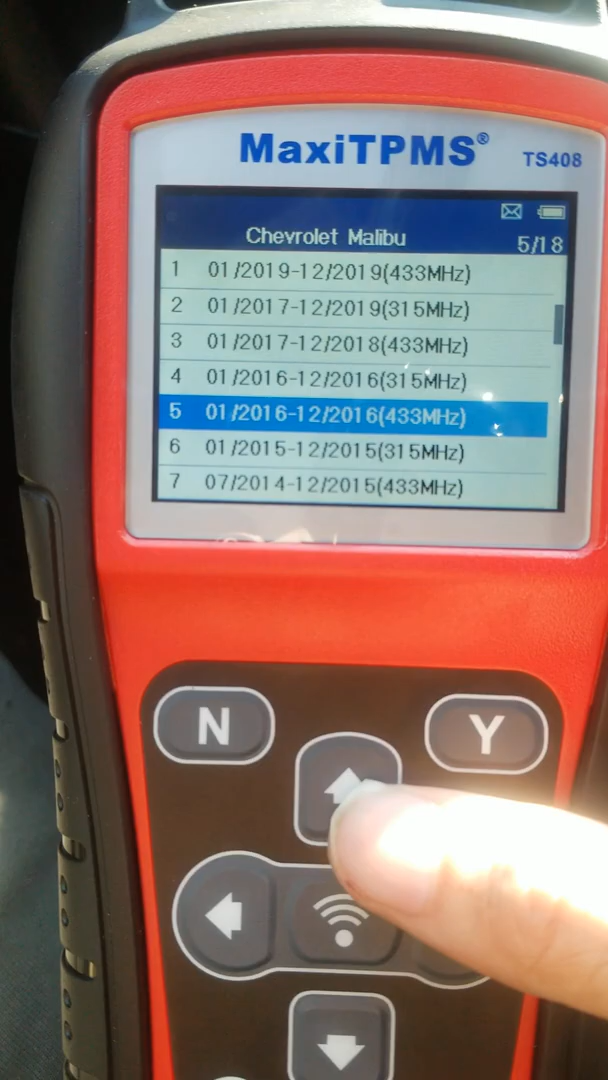 MaxiTPMS®
TS408
Chevrolet Malibu
5/18
1 01/2019-12/2019(433MHz)
2 01/2017-12/2019(315MHz)
3 01/2017-12/2018(433MHz)
4 01/2016-12/2016(315MHz)
5 01/2016-12/2016(433MHz)
6 01/2015-12/2015(315MHz)
7 07/2014-12/2015(433MHz)
N
Y